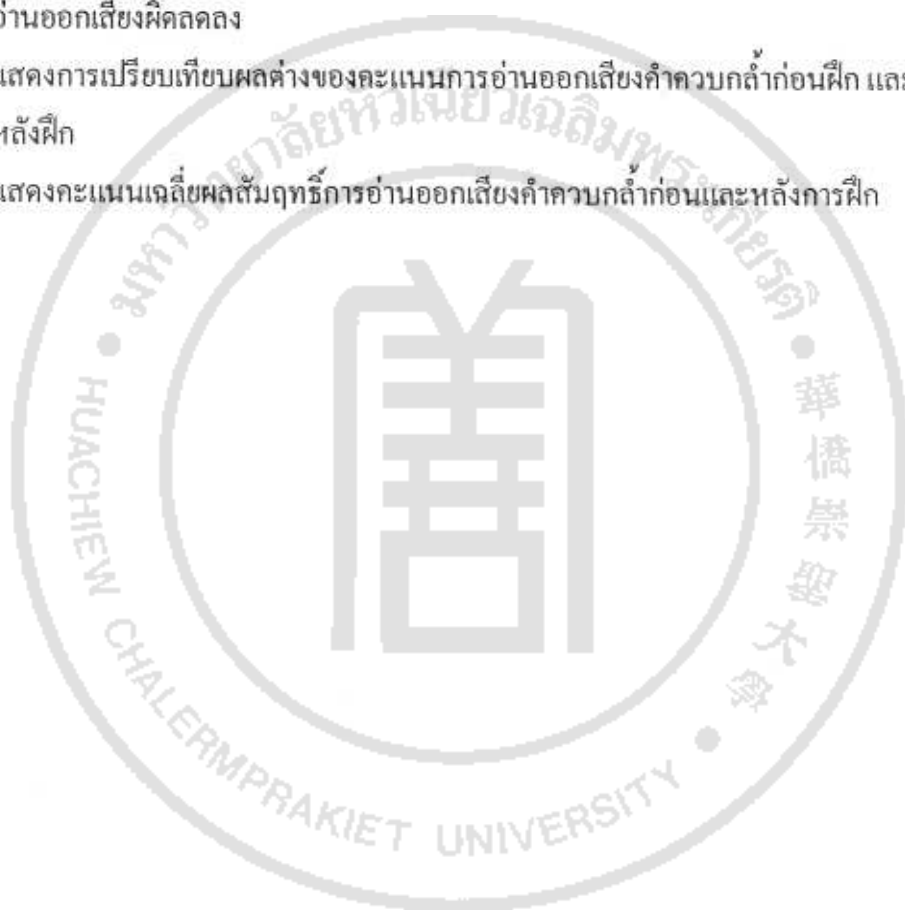 อ่านออกเสียงผิดลดลง
แสดงการเปรียบเทียบผลต่างของคะแนนการอ่านออกเสียงคำควบกล้ำก่อนฝึก และ
หลังฝึก
แสดงคะแนนเฉลี่ยผลสัมฤทธิ์การอ่านออกเสียงคำควบกล้ำก่อนและหลังการฝึก
มหาวิทยาลัยหัวเฉียวเฉลิมพระเกียรติ
華僑崇聖大學
HUACHIEW CHALERMPRAKIET UNIVERSITY